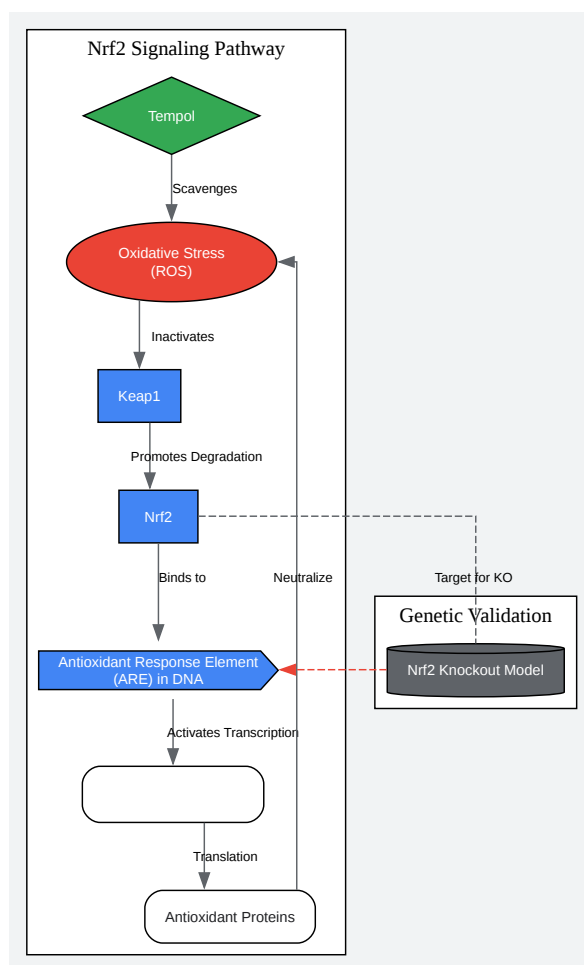 Nrf2 Signaling Pathway
Tempol
Scavenges
Oxidative Stress
(ROS)
Inactivates
Keap1
Promotes Degradation
Nrf2
Binds to
Neutralize
Target for KO
Genetic Validation
Nrf2 Knockout Model
Antioxidant Response Element
(ARE) in DNA
Activates Transcription
Translation
Antioxidant Proteins